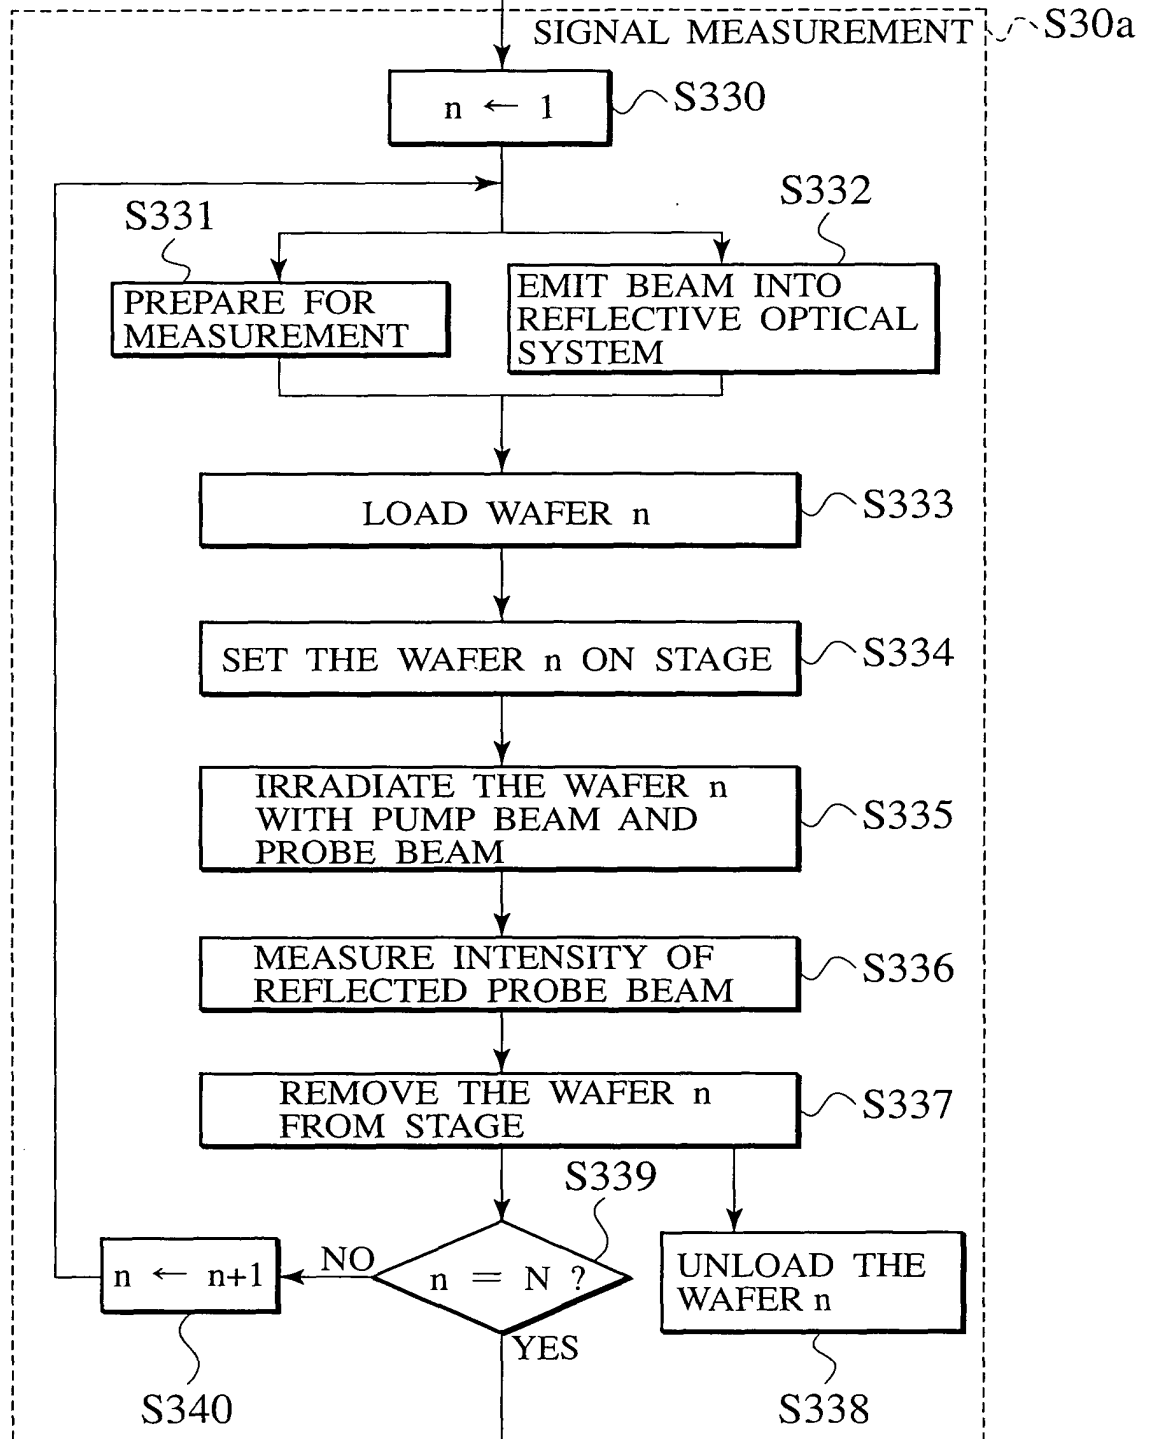 SIGNAL MEASUREMENT
S30a
n ← 1
S330
S331
S332
PREPARE FOR
MEASUREMENT
EMIT BEAM INTO
REFLECTIVE OPTICAL
SYSTEM
LOAD WAFER n
S333
SET THE WAFER n ON STAGE
S334
IRRADIATE THE WAFER n
WITH PUMP BEAM AND
PROBE BEAM
S335
MEASURE INTENSITY OF
REFLECTED PROBE BEAM
S336
REMOVE THE WAFER n
FROM STAGE
S337
S339
n ← n+1
NO
n = N ?
YES
UNLOAD THE
WAFER n
S340
S338